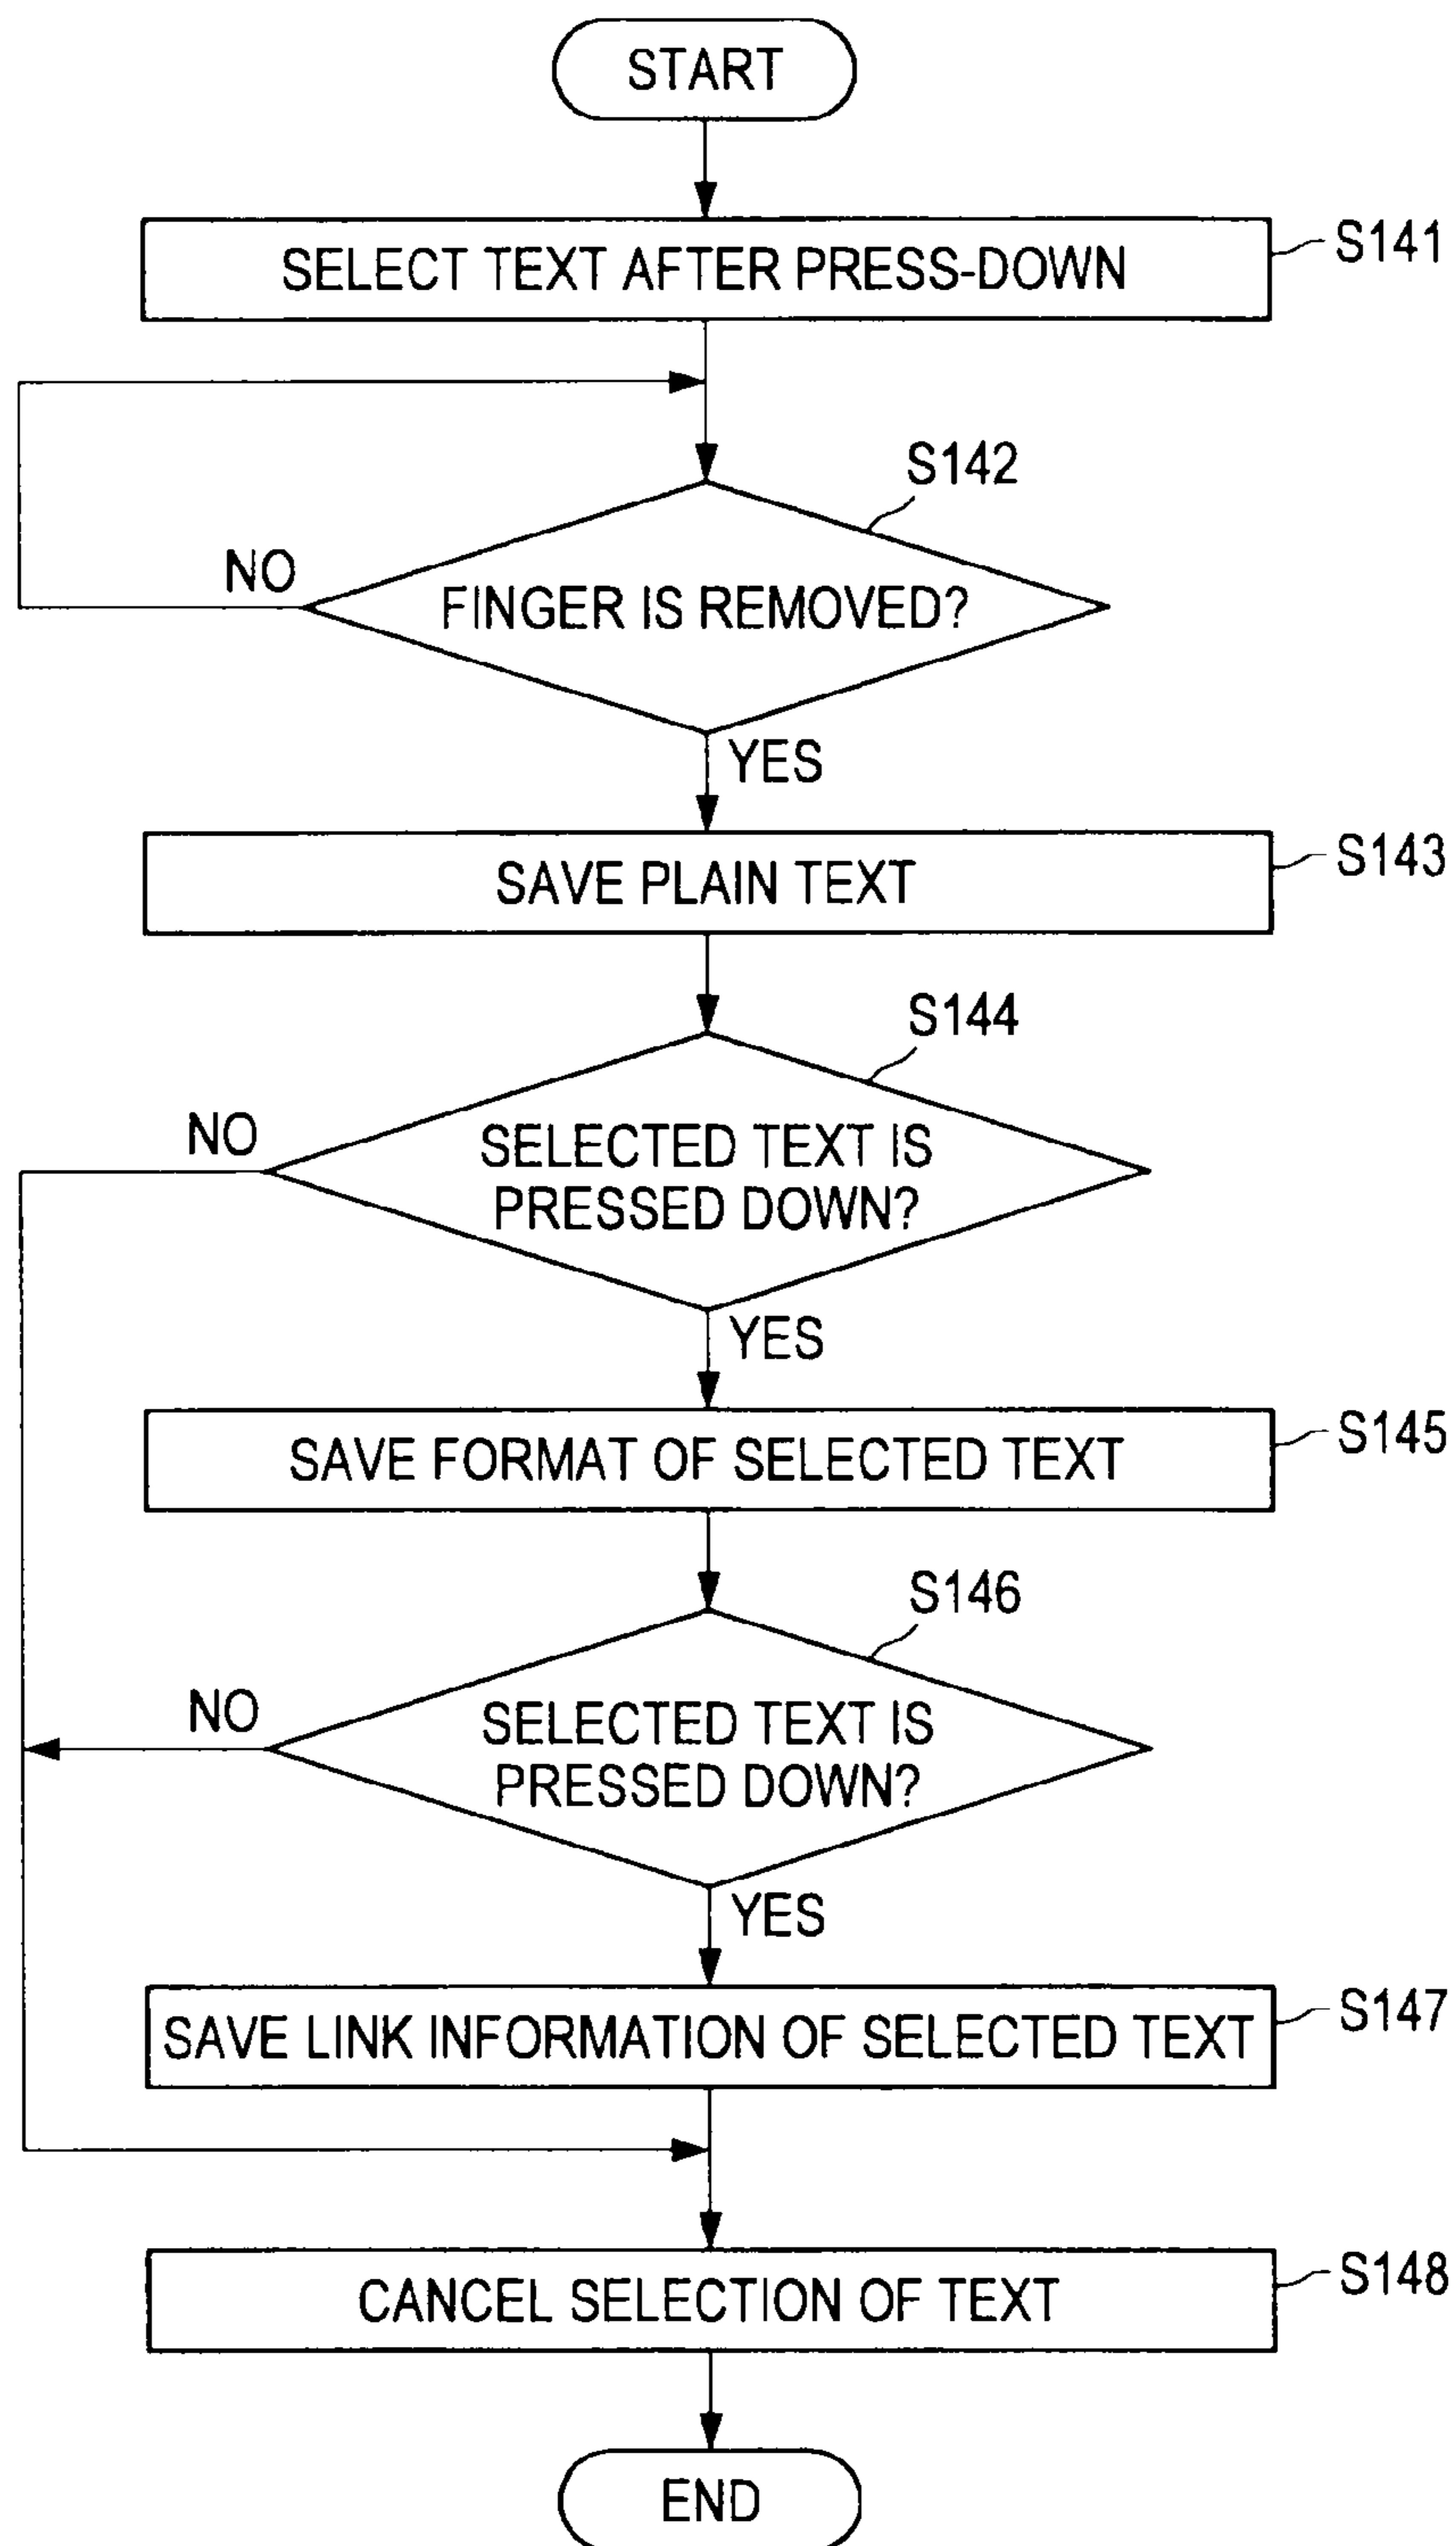 START
SELECT TEXT AFTER PRESS-DOWN
S141
S142
NO
FINGER IS REMOVED?
YES
SAVE PLAIN TEXT
S143
S144
NO
SELECTED TEXT IS
PRESSED DOWN?
YES
SAVE FORMAT OF SELECTED TEXT
S145
S146
NO
SELECTED TEXT IS
PRESSED DOWN?
YES
SAVE LINK INFORMATION OF SELECTED TEXT
S147
CANCEL SELECTION OF TEXT
S148
END